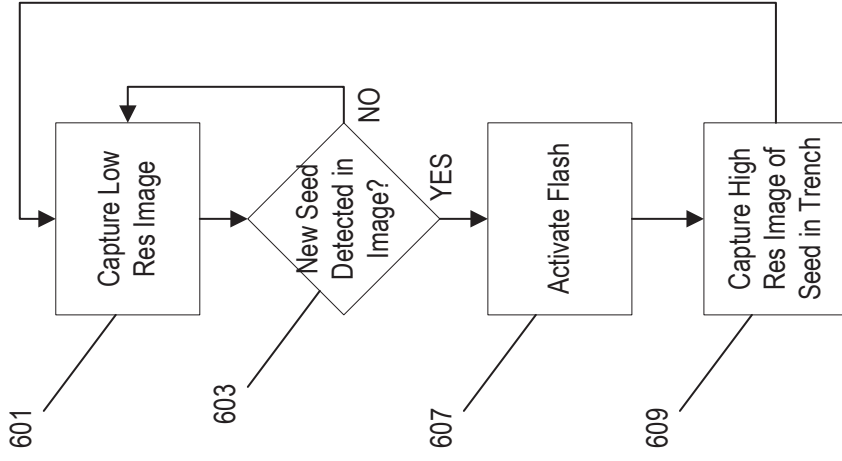 601
Capture Low
Res Image
603
New Seed
Detected in
Image?
NO
YES
607
Activate Flash
609
Capture High
Res Image of
Seed in Trench